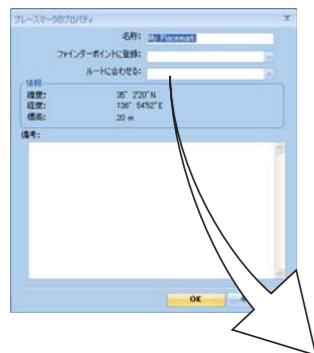 プレースマークのプロパティ x
名称: My Placemark
ファインダーポイントに登録:
ルートに合わせる:
情報
緯度: 35° 2'20" N
経度: 136° 54'52" E
標高: 20 m
備考:
OK